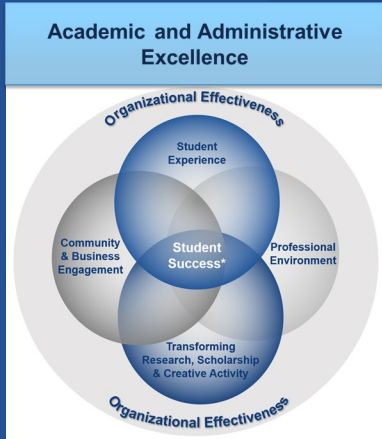 Academic and Administrative
Excellence
Organizational Effectiveness
Student
Experience
Community
& Business
Engagement
Student
Success*
Professional
Environment
Transforming
Research, Scholarship
& Creative Activity
Organizational Effectiveness